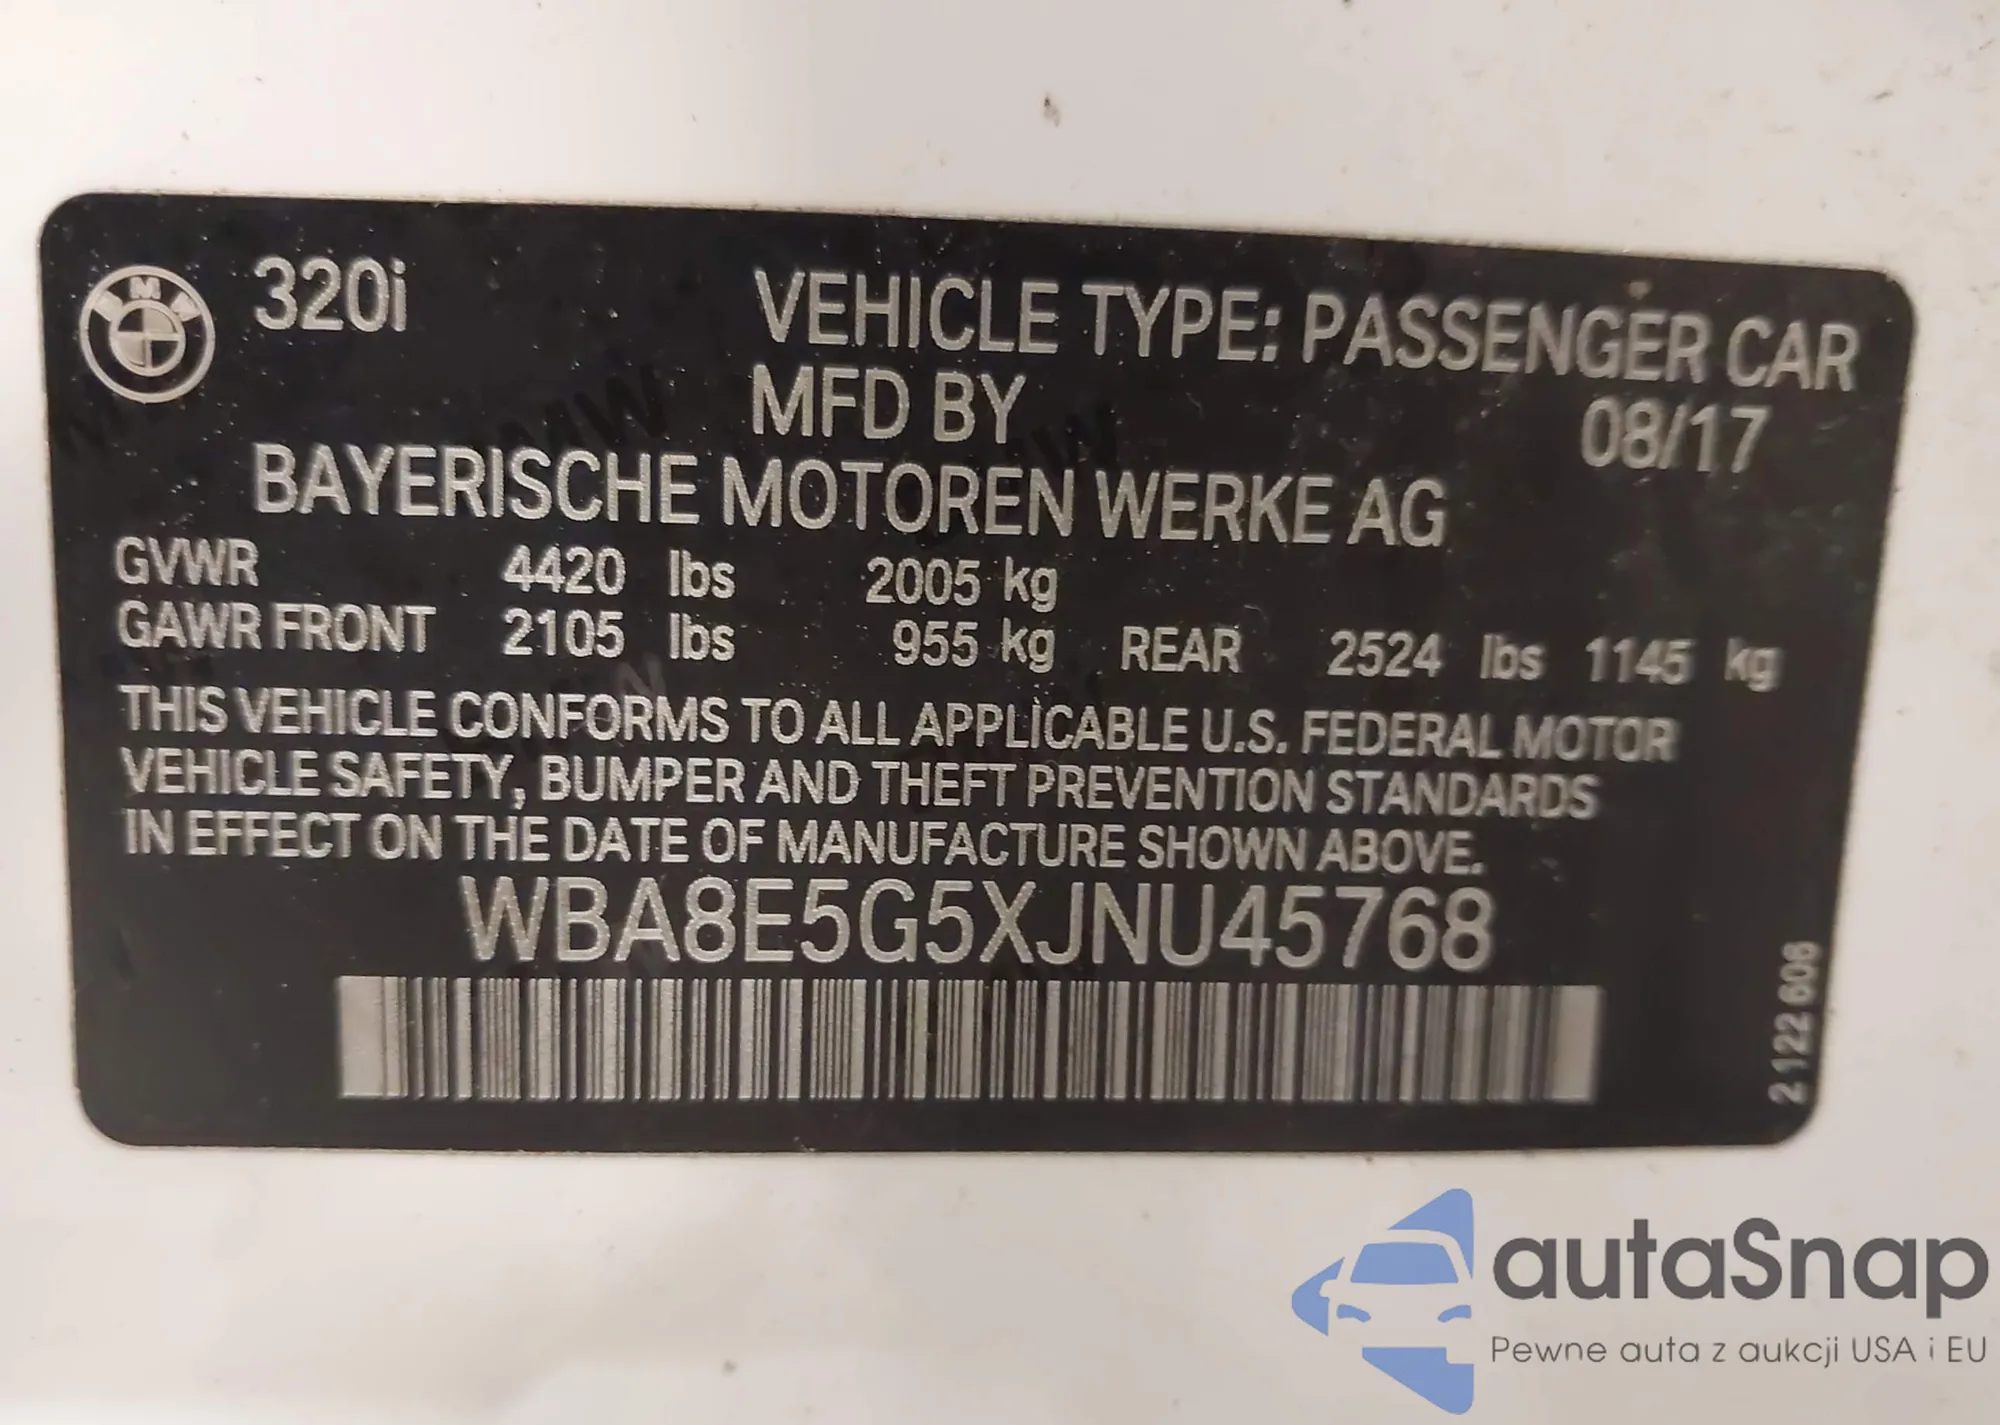 BMW
320i
VEHICLE TYPE: PASSENGER CAR
MFD BY
08/17
BAYERISCHE MOTOREN WERKE AG
GVWR 4420 lbs 2005 kg
GAWR FRONT 2105 lbs 955 kg REAR 2524 lbs 1145 kg
THIS VEHICLE CONFORMS TO ALL APPLICABLE U.S. FEDERAL MOTOR
VEHICLE SAFETY, BUMPER AND THEFT PREVENTION STANDARDS
IN EFFECT ON THE DATE OF MANUFACTURE SHOWN ABOVE.
WBA8E5G5XJNU45768
2122 606
autaSnap
Pewne auta z aukcji USA i EU